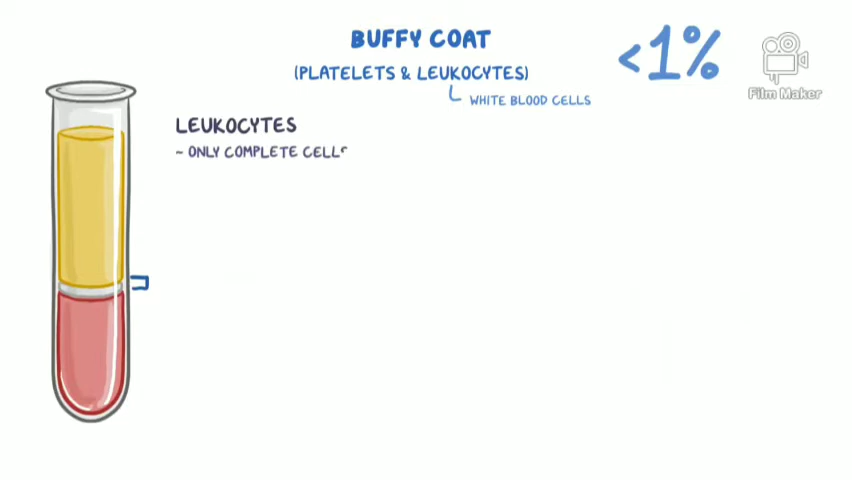 BUFFY COAT
<1%
(PLATELETS & LEUKOCYTES)
WHITE BLOOD CELLS
Film Maker
LEUKOCYTES
~ ONLY COMPLETE